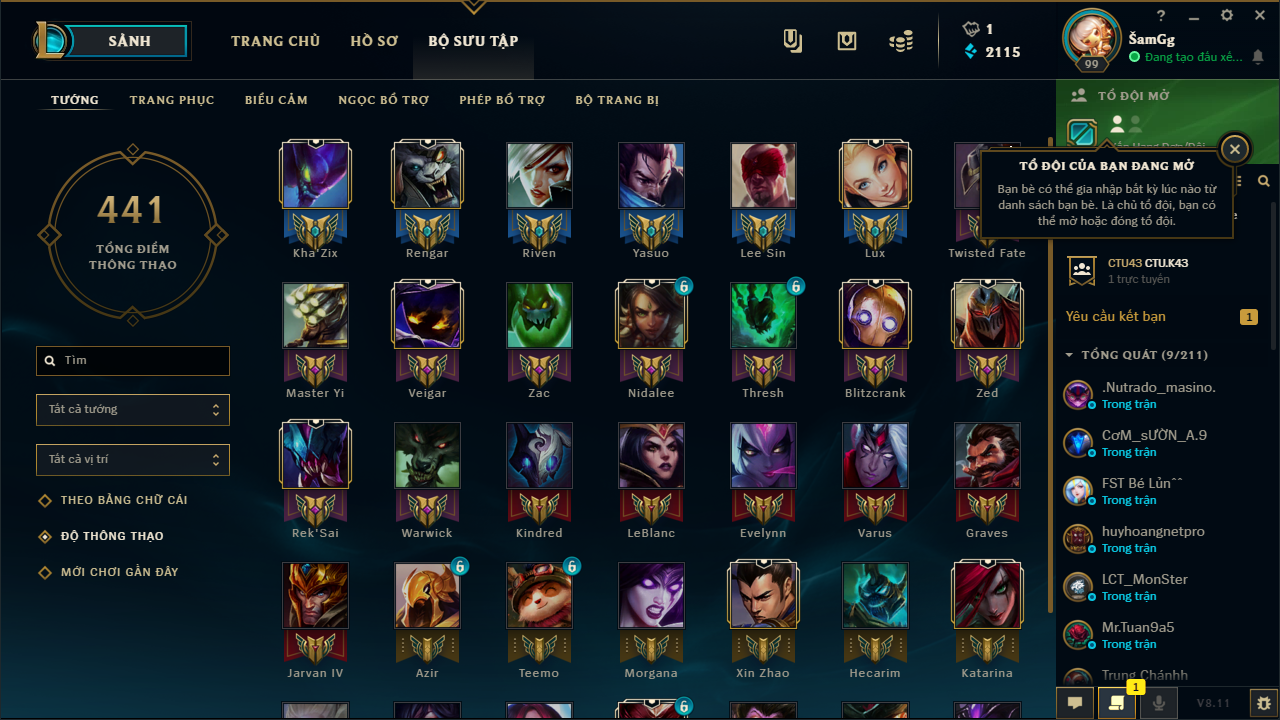 SẢNH
TRANG CHỦ
HỒ SƠ
BỘ SƯU TẬP
1
2115
?
99
ŠamGg
Đang tạo đấu xế...
TƯỚNG
TRANG PHỤC
BIỂU CẢM
NGỌC BỔ TRỢ
PHÉP BỔ TRỢ
BỘ TRANG BỊ
TỔ ĐỘI MỞ
TỔ ĐỘI CỦA BẠN ĐANG MỞ
Bạn bè có thể gia nhập bất kỳ lúc nào từ
danh sách bạn bè. Là chủ tổ đội, bạn có
thể mở hoặc đóng tổ đội.
441
TỔNG ĐIỂM
THÔNG THẠO
Tìm
Tất cả tướng
Tất cả vị trí
THEO BẢNG CHỮ CÁI
ĐỘ THÔNG THẠO
MỚI CHƠI GẦN ĐÂY
Kha'Zix
Rengar
Riven
Yasuo
Lee Sin
Lux
Twisted Fate
6
6
Master Yi
Veigar
Zac
Nidalee
Thresh
Blitzcrank
Zed
Rek'Sai
Warwick
Kindred
LeBlanc
Evelynn
Varus
Graves
6
6
Jarvan IV
Azir
Teemo
Morgana
Xin Zhao
Hecarim
Katarina
6
CTU43 CTU.K43
1 trực tuyến
Yêu cầu kết bạn
1
TỔNG QUÁT (9/211)
.Nutrado_masino.
Trong trận
CơM_sƯỜN_A.9
Trong trận
FST Bé Lủn^^
Trong trận
huyhoangnetpro
Trong trận
LCT_MonSter
Trong trận
Mr.Tuan9a5
Trong trận
Trung Chánhh
1
V8.11